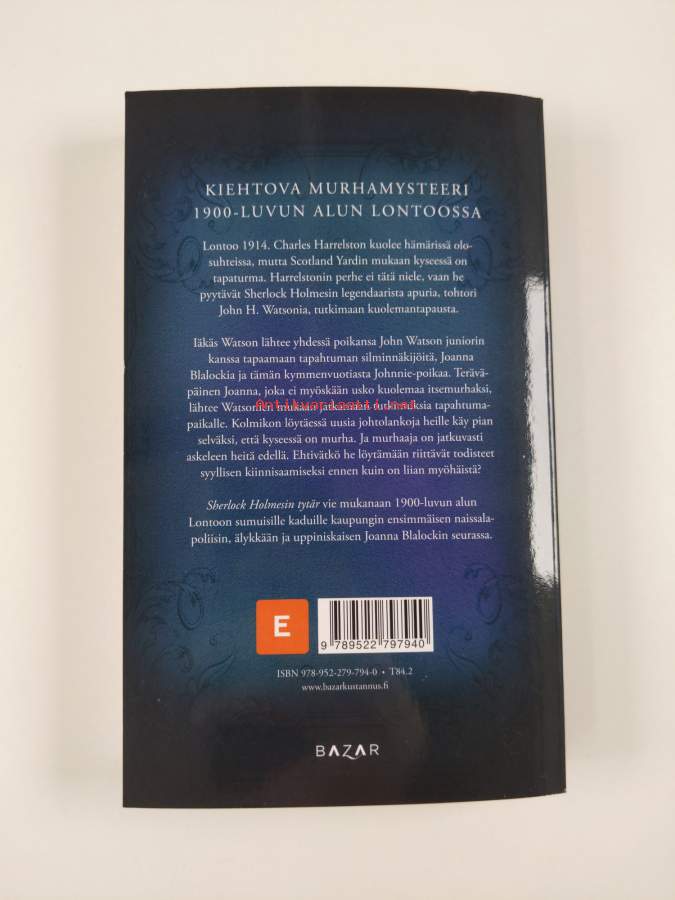 KIEHTOVA MURHAMYSTEERI
1900-LUVUN ALUN LONTOOSSA
Lontoo 1914. Charles Harrelston kuolee hämärissä olo-
suhteissa, mutta Scotland Yardin mukaan kyseessä on
tapaturma. Harrelstonin perhe ei tätä niele, vaan he
pyytävät Sherlock Holmesin legendaarista apuria, tohtori
John H. Watsonia, tutkimaan kuolemantapausta.
Iäkäs Watson lähtee yhdessä poikansa John Watson juniorin
kanssa tapaamaan tapahtuman silminnäkijöitä, Joanna
Blalockia ja tämän kymmenvuotiasta Johnnie-poikaa. Terävä-
päinen Joanna, joka ei myöskään usko kuolemaa itsemurhaksi,
lähtee Watsonien mukaan jatkamaan tutkimuksia tapahtuma-
paikalle. Kolmikon löytäessä uusia johtolankoja heille käy pian
selväksi, että kyseessä on murha. Ja murhaaja on jatkuvasti
askeleen heitä edellä. Ehtivätkö he löytämään riittävät todisteet
syyllisen kiinnisaamiseksi ennen kuin on liian myöhäistä?
Sherlock Holmesin tytär vie mukanaan 1900-luvun alun
Lontoon sumuisille kaduille kaupungin ensimmäisen naissala-
poliisin, älykkään ja uppiniskaisen Joanna Blalockin seurassa.
E
9 789522 797940
ISBN 978-952-279-794-0 • T84.2
www.bazarkustannus.fi
BAZAR